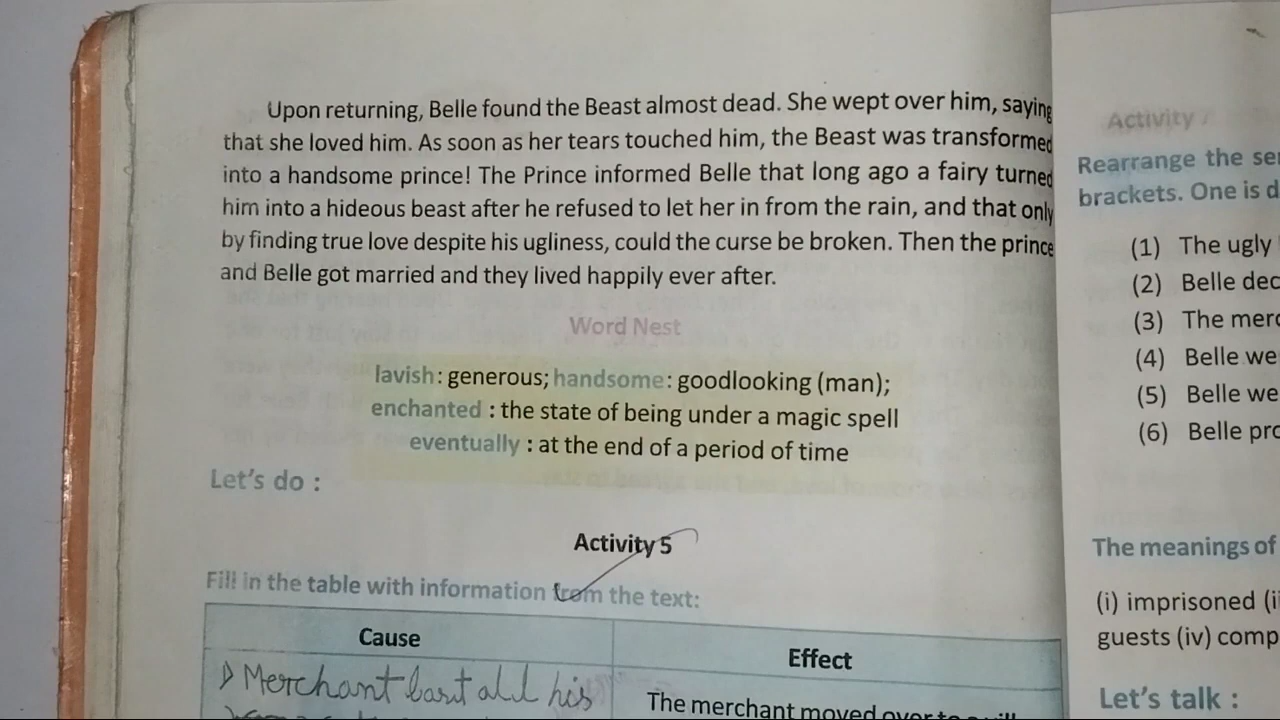 Upon returning, Belle found the Beast almost dead. She wept over him, saying
that she loved him. As soon as her tears touched him, the Beast was transformed
into a handsome prince! The Prince informed Belle that long ago a fairy turned
him into a hideous beast after he refused to let her in from the rain, and that only
by finding true love despite his ugliness, could the curse be broken. Then the prince
and Belle got married and they lived happily ever after.
Word Nest
lavish : generous; handsome : goodlooking (man);
enchanted : the state of being under a magic spell
eventually : at the end of a period of time
Let's do :
Activity 5
Fill in the table with information from the text:
Cause
Effect
Merchant lost all his
The merchant moved over to a
Activity 7
Rearrange the
brackets. One is
(1) The ugly
(2) Belle
(3) The
(4) Belle
(5) Belle
(6) Belle
The meanings of
(i) imprisoned
guests (iv)
Let's talk :